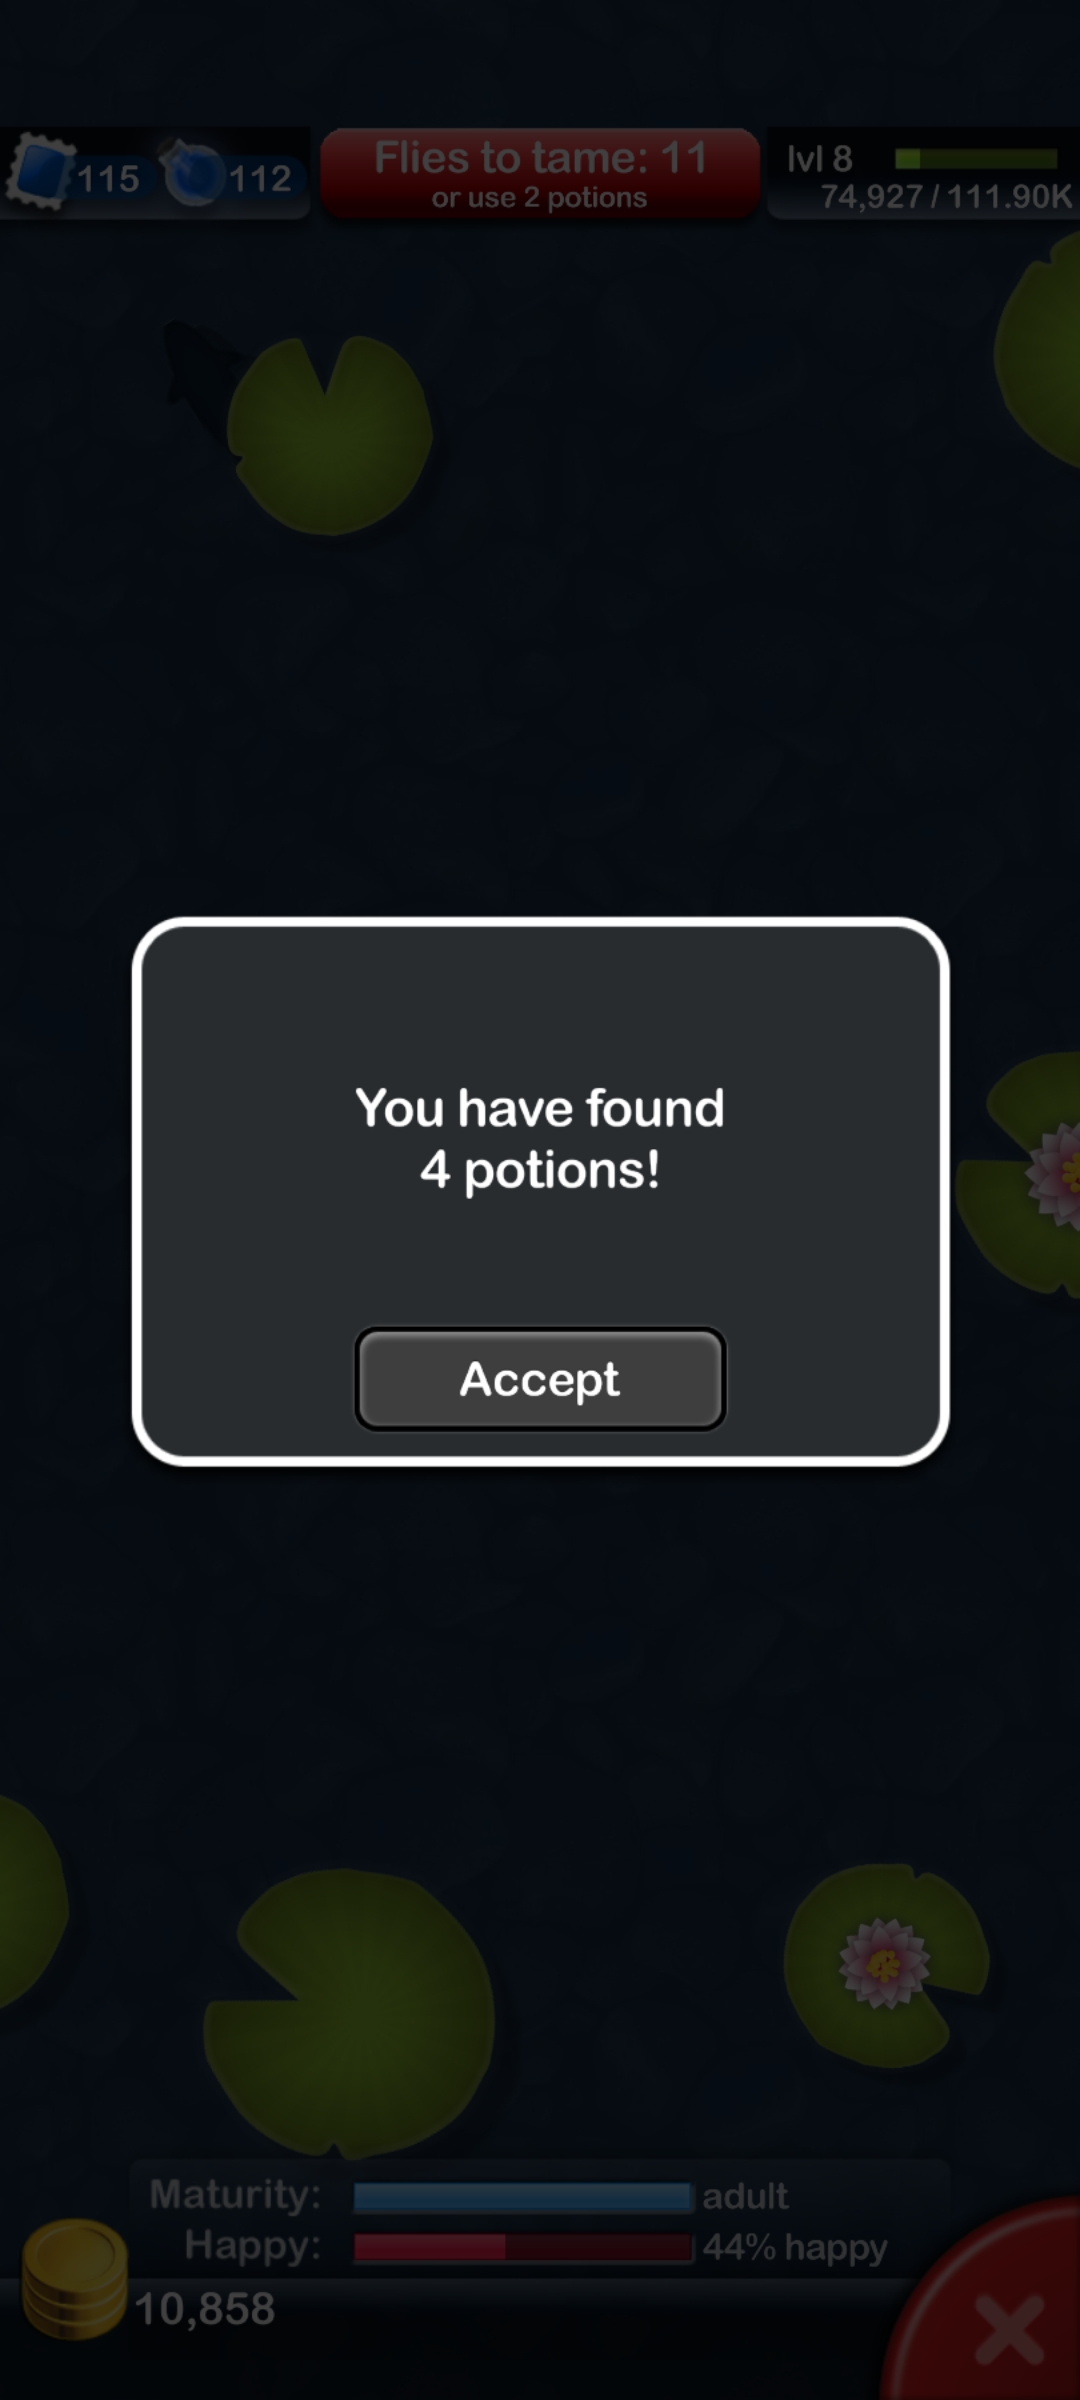 115
112
Flies to tame: 11
or use 2 potions
lvl 8
74,927 / 111.90K
You have found
4 potions!
Accept
Maturity:
adult
Happy:
44% happy
10,858